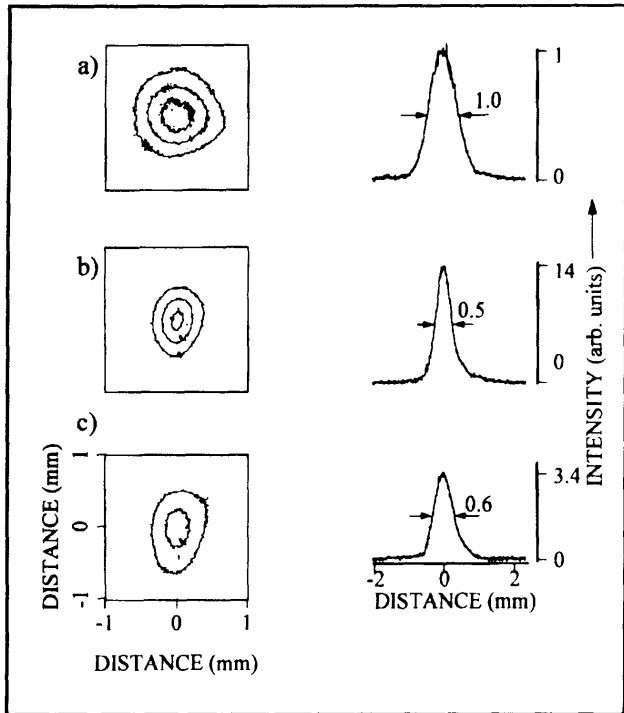 a)
1
1.0
0
b)
14
0.5
0
c)
1
0
-1
-1 0 1
DISTANCE (mm)
DISTANCE (mm)
3.4
0.6
0
-2 0 2
DISTANCE (mm)
INTENSITY (arb. units)